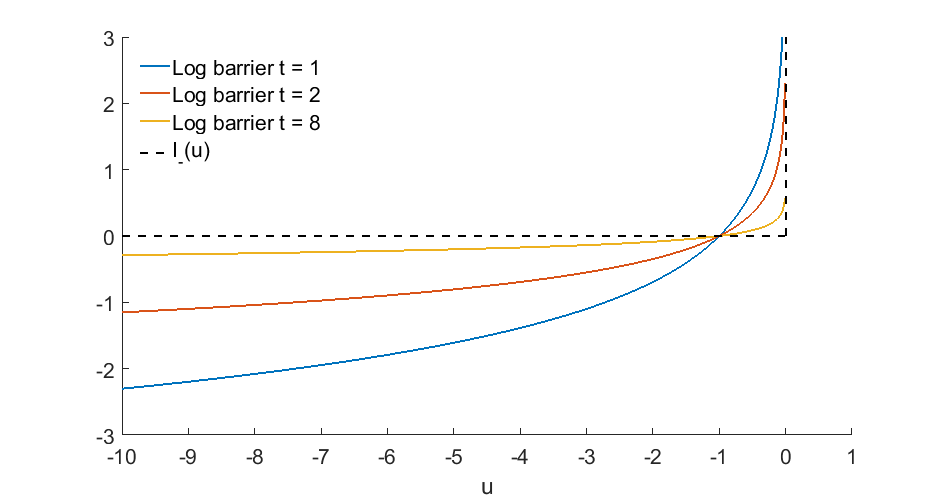 3
2
1
0
-1
-2
-3
Log barrier t = 1
Log barrier t = 2
Log barrier t = 8
I_(u)
-10 -9 -8 -7 -6 -5 -4 -3 -2 -1 0 1
u